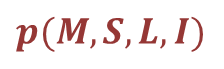 p(M, S, L, I)